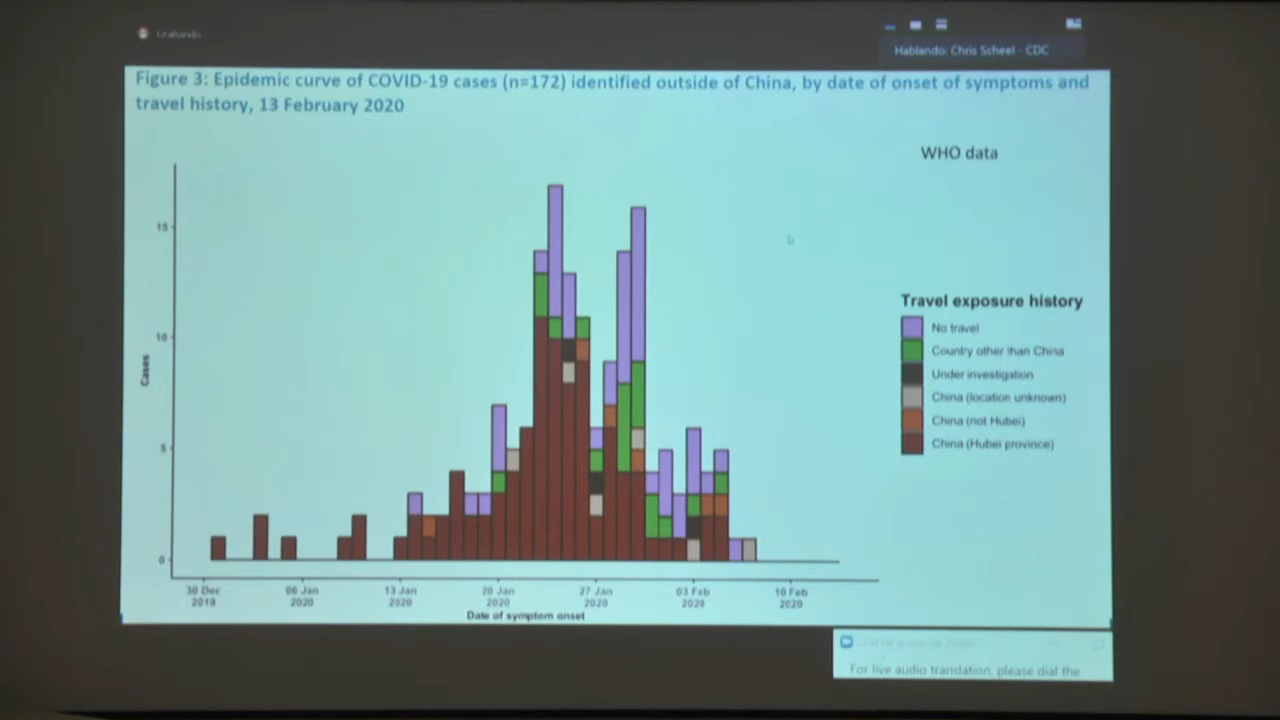 Grabando
Hablando: Chris Scheel - CDC
Figure 3: Epidemic curve of COVID-19 cases (n=172) identified outside of China, by date of onset of symptoms and
travel history, 13 February 2020
WHO data
15
10
5
0
Cases
Travel exposure history
No travel
Country other than China
Under investigation
China (location unknown)
China (not Hubei)
China (Hubei province)
30 Dec 06 Jan 13 Jan 20 Jan 27 Jan 03 Feb 10 Feb
2019 2020 2020 2020 2020 2020 2020
Date of symptom onset
For live audio translation, please dial the